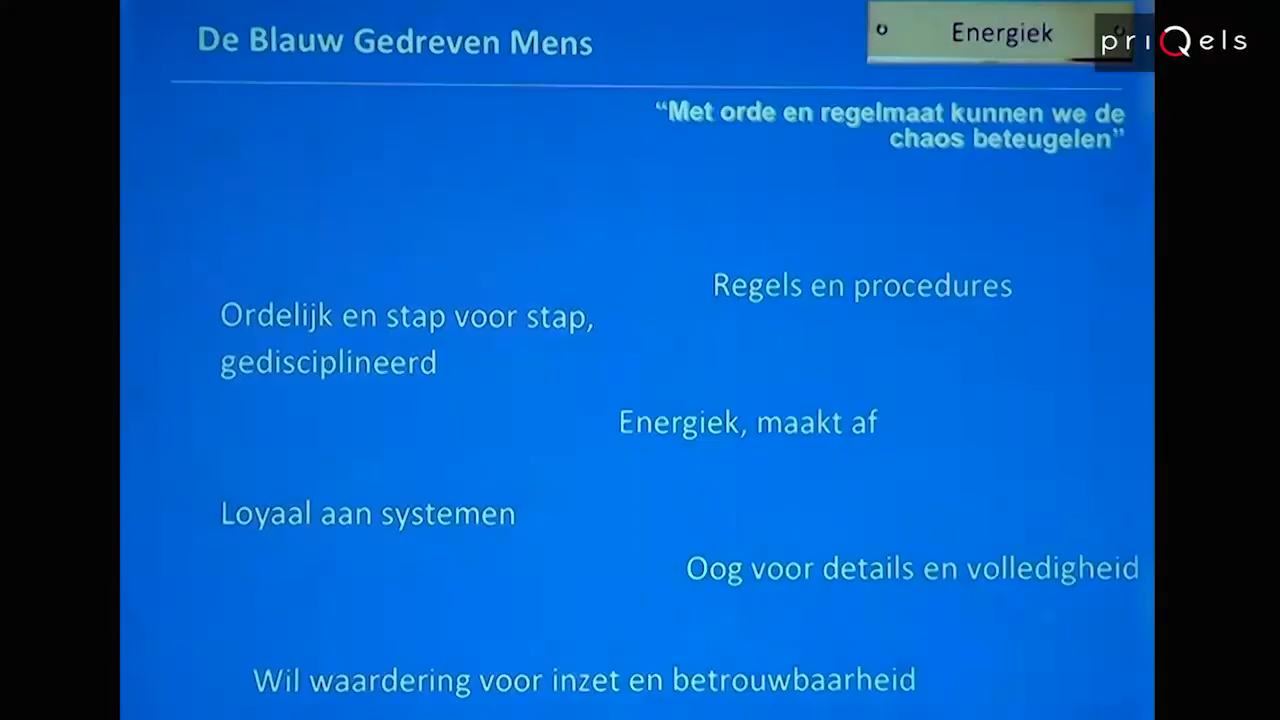 De Blauw Gedreven Mens
Energiek
priQels
“Met orde en regelmaat kunnen we de
chaos beteugelen”
Regels en procedures
Ordelijk en stap voor stap,
gedisciplineerd
Energiek, maakt af
Loyaal aan systemen
Oog voor details en volledigheid
Wil waardering voor inzet en betrouwbaarheid